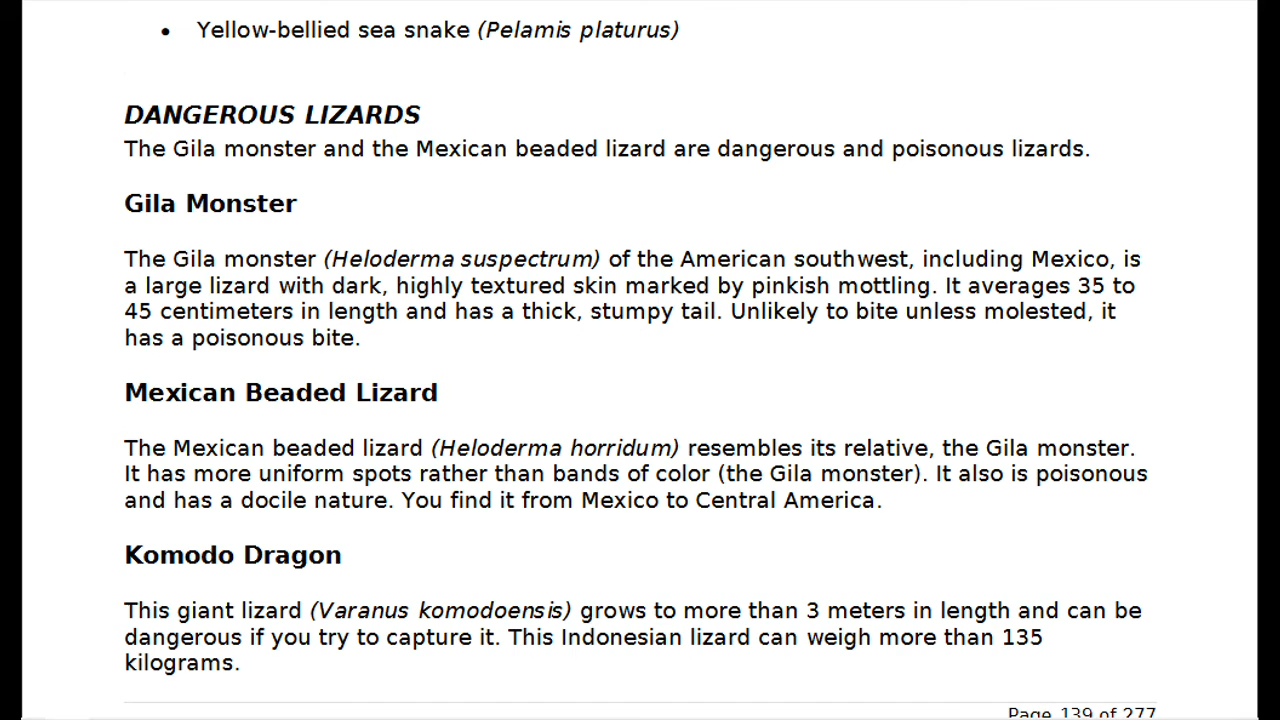 • Yellow-bellied sea snake (Pelamis platurus)
DANGEROUS LIZARDS
The Gila monster and the Mexican beaded lizard are dangerous and poisonous lizards.
Gila Monster
The Gila monster (Heloderma suspectrum) of the American southwest, including Mexico, is
a large lizard with dark, highly textured skin marked by pinkish mottling. It averages 35 to
45 centimeters in length and has a thick, stumpy tail. Unlikely to bite unless molested, it
has a poisonous bite.
Mexican Beaded Lizard
The Mexican beaded lizard (Heloderma horridum) resembles its relative, the Gila monster.
It has more uniform spots rather than bands of color (the Gila monster). It also is poisonous
and has a docile nature. You find it from Mexico to Central America.
Komodo Dragon
This giant lizard (Varanus komodoensis) grows to more than 3 meters in length and can be
dangerous if you try to capture it. This Indonesian lizard can weigh more than 135
kilograms.
Page 139 of 277